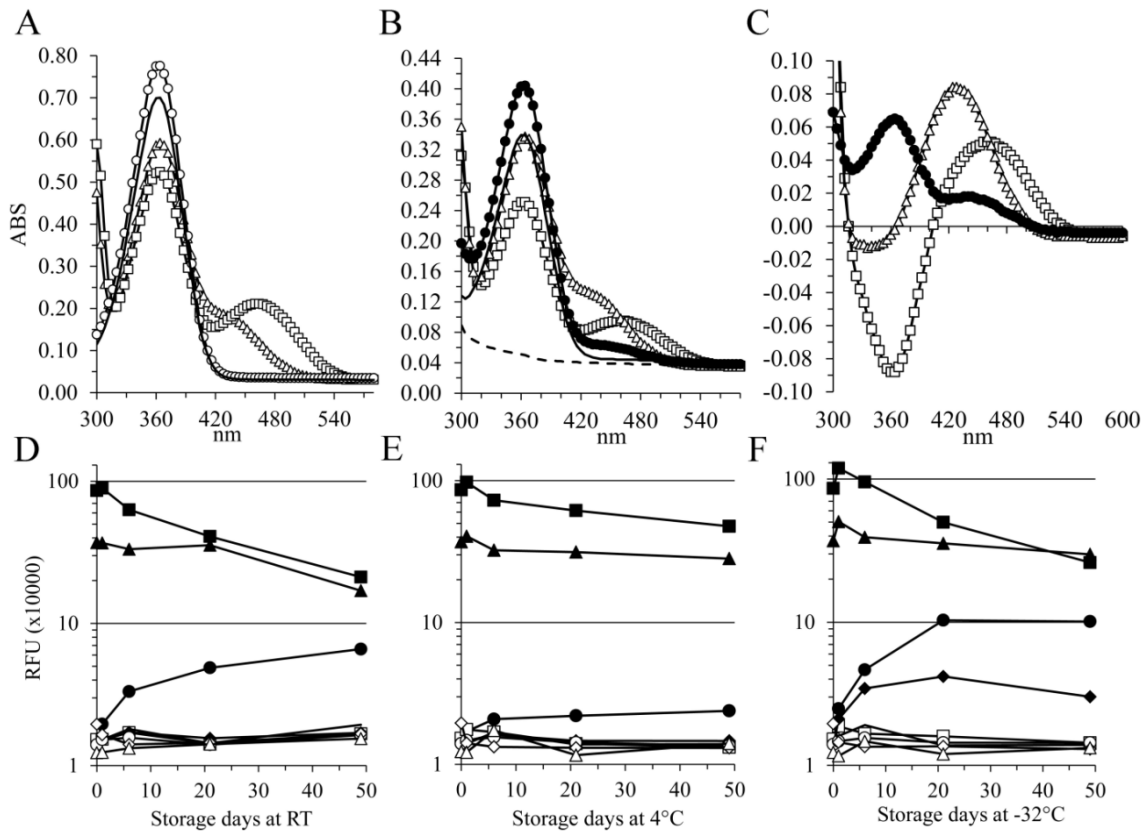 A
B
C
ABS
0.80
0.70
0.60
0.50
0.40
0.30
0.20
0.10
0.00
300 360 420 480 540
nm
0.44
0.40
0.36
0.32
0.28
0.24
0.20
0.16
0.12
0.08
0.04
0.00
300 360 420 480 540
nm
0.10
0.08
0.06
0.04
0.02
0.00
-0.02
-0.04
-0.06
-0.08
-0.10
300 360 420 480 540 600
nm
D
E
F
RFU (x10000)
100
10
1
0 10 20 30 40 50
Storage days at RT
100
10
1
0 10 20 30 40 50
Storage days at 4°C
100
10
1
0 10 20 30 40 50
Storage days at -32°C